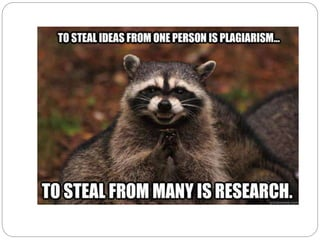 TO STEAL IDEAS FROM ONE PERSON IS PLAGIARISM...
TO STEAL FROM MANY IS RESEARCH.